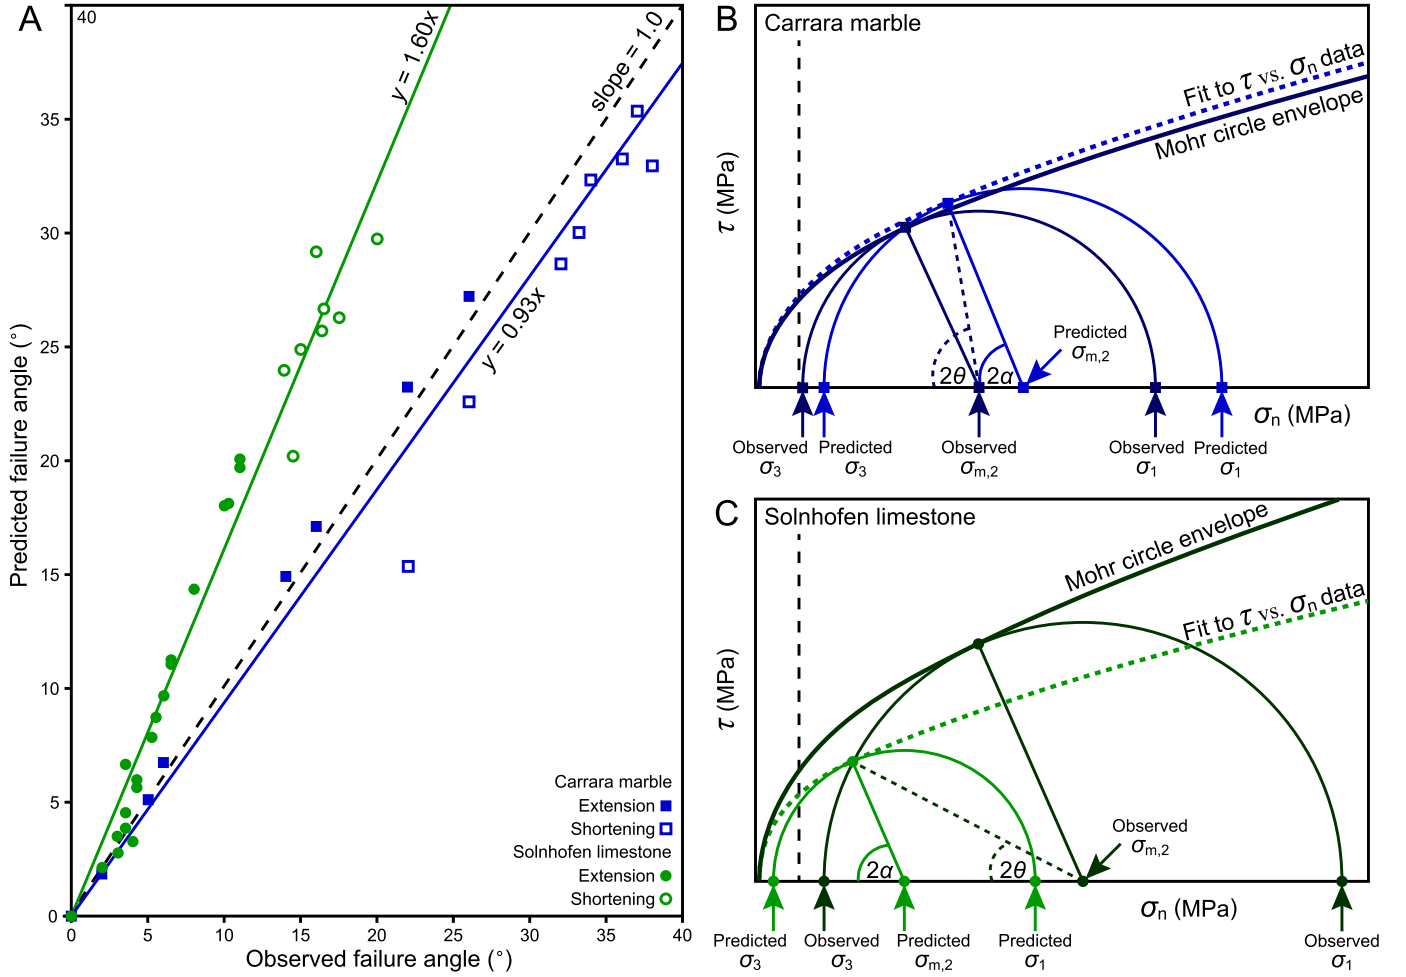 A
40
y = 1.60x
slope = 1.0
y = 0.93x
35
30
25
20
15
10
5
0
Predicted failure angle (°)
Carrara marble
Extension
Shortening
Solnhofen limestone
Extension
Shortening
0 5 10 15 20 25 30 35 40
Observed failure angle (°)
B
Carrara marble
Fit to τ vs. σn data
Mohr circle envelope
τ (MPa)
Predicted
σm,2
2θ 2α
σn (MPa)
Observed
σ3
Predicted
σ3
Observed
σm,2
Observed
σ1
Predicted
σ1
C
Solnhofen limestone
Mohr circle envelope
Fit to τ vs. σn data
τ (MPa)
Observed
σm,2
2α 2θ
σn (MPa)
Predicted
σ3
Observed
σ3
Predicted
σm,2
Predicted
σ1
Observed
σ1